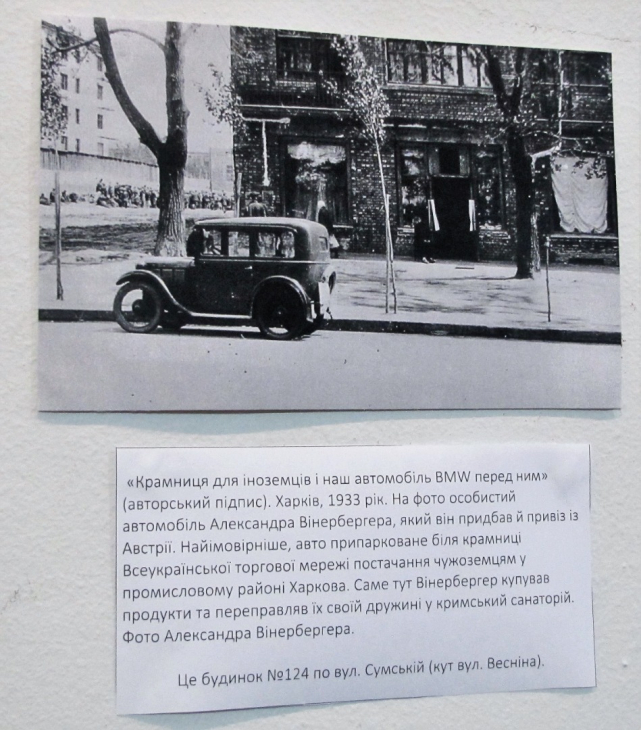 «Крамниця для іноземців і наш автомобіль BMW перед ним»
(авторський підпис). Харків, 1933 рік. На фото особистий
автомобіль Александра Вінербергера, який він придбав й привіз із
Австрії. Найімовірніше, авто припарковане біля крамниці
Всеукраїнської торгової мережі постачання чужоземцям у
промисловому районі Харкова. Саме тут Вінербергер купував
продукти та переправляв їх своїй дружині у кримський санаторій.
Фото Александра Вінербергера.
Це будинок №124 по вул. Сумській (кут вул. Весніна).